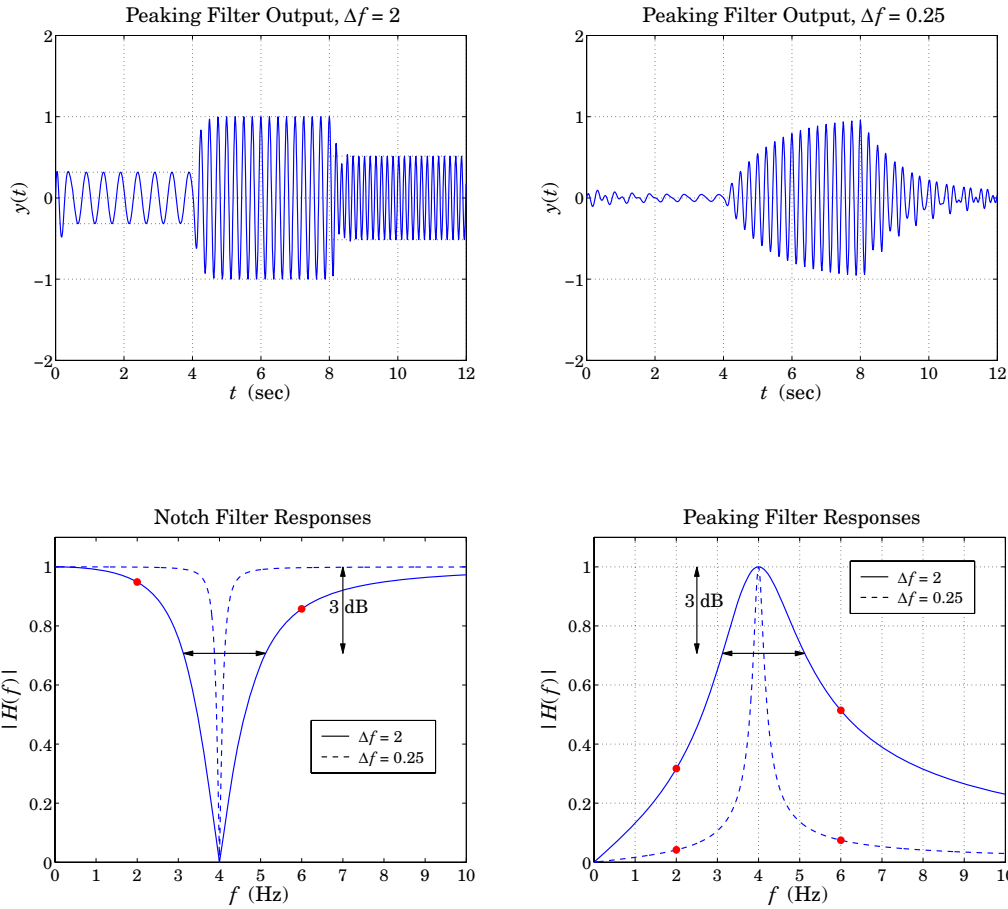 Peaking Filter Output, Δf = 2
2
1
0
−1
−2
y(t)
0 2 4 6 8 10 12
t (sec)
Peaking Filter Output, Δf = 0.25
2
1
0
−1
−2
y(t)
0 2 4 6 8 10 12
t (sec)
Notch Filter Responses
1
0.8
0.6
0.4
0.2
0
|H(f)|
3 dB
Δf = 2
Δf = 0.25
0 1 2 3 4 5 6 7 8 9 10
f (Hz)
Peaking Filter Responses
1
0.8
0.6
0.4
0.2
0
|H(f)|
3 dB
Δf = 2
Δf = 0.25
0 1 2 3 4 5 6 7 8 9 10
f (Hz)